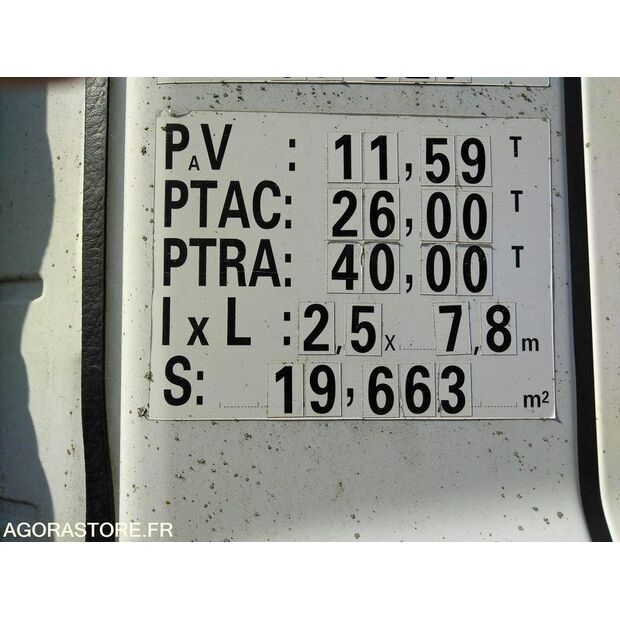 PAV : 11,59 T
PTAC: 26,00 T
PTRA: 40,00 T
l x L : 2,5 x 7,8 m
S: 19,663 m²
AGORASTORE.FR